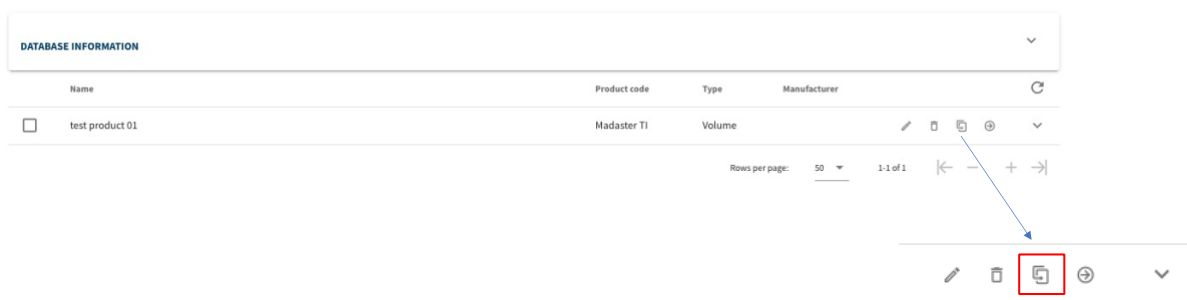 DATABASE INFORMATION
Name Product code Type Manufacturer
test product 01 Madaster TI Volume
Rows per page: 50 1-1 of 1